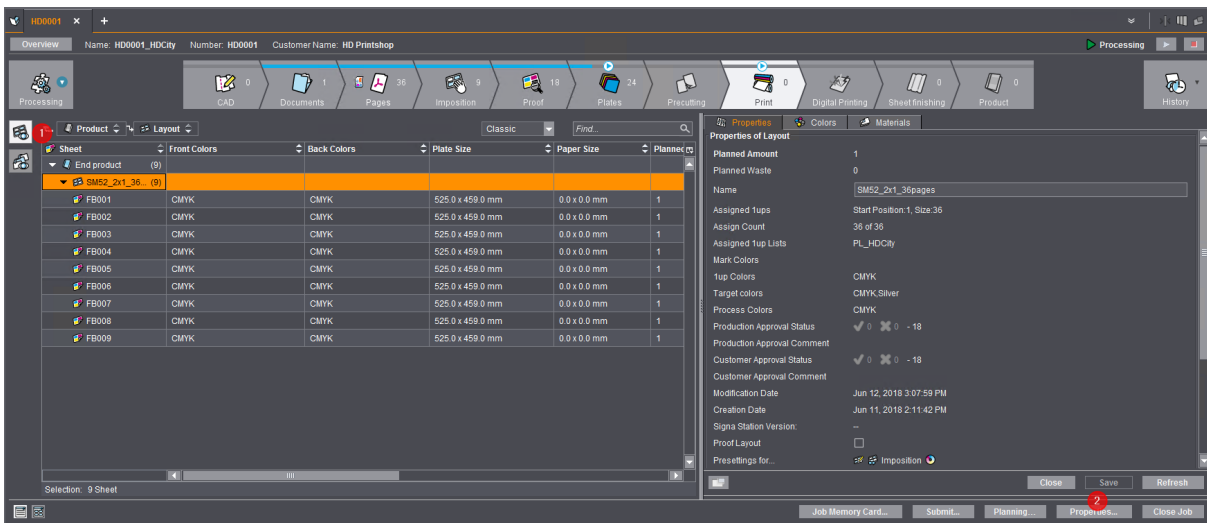 HD0001 × +
Overview Name: HD0001_HDCity Number: HD0001 Customer Name: HD Printshop Processing
Processing CAD 0 Documents 1 Pages 36 Imposition 9 Proof 18 Plates 24 Precutting Print 0 Digital Printing Sheet finishing 0 Product 0 History
1 Product Layout Classic Find...
Sheet Front Colors Back Colors Plate Size Paper Size Planned
End product (9)
SM52_2x1_36... (9)
FB001 CMYK CMYK 525.0 x 459.0 mm 0.0 x 0.0 mm 1
FB002 CMYK CMYK 525.0 x 459.0 mm 0.0 x 0.0 mm 1
FB003 CMYK CMYK 525.0 x 459.0 mm 0.0 x 0.0 mm 1
FB004 CMYK CMYK 525.0 x 459.0 mm 0.0 x 0.0 mm 1
FB005 CMYK CMYK 525.0 x 459.0 mm 0.0 x 0.0 mm 1
FB006 CMYK CMYK 525.0 x 459.0 mm 0.0 x 0.0 mm 1
FB007 CMYK CMYK 525.0 x 459.0 mm 0.0 x 0.0 mm 1
FB008 CMYK CMYK 525.0 x 459.0 mm 0.0 x 0.0 mm 1
FB009 CMYK CMYK 525.0 x 459.0 mm 0.0 x 0.0 mm 1
Selection: 9 Sheet
Properties Colors Materials
Properties of Layout
Planned Amount 1
Planned Waste 0
Name SM52_2x1_36pages
Assigned 1ups Start Position:1, Size:36
Assign Count 36 of 36
Assigned 1up Lists PL_HDCity
Mark Colors
1up Colors CMYK
Target colors CMYK,Silver
Process Colors CMYK
Production Approval Status 0 0 - 18
Production Approval Comment
Customer Approval Status 0 0 - 18
Customer Approval Comment
Modification Date Jun 12, 2018 3:07:59 PM
Creation Date Jun 11, 2018 2:11:42 PM
Signa Station Version: --
Proof Layout
Presettings for... Imposition
Close Save Refresh
2
Job Memory Card... Submit... Planning... Properties... Close Job